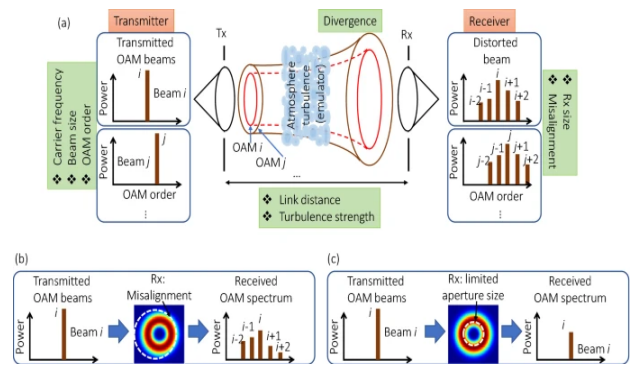 (a)
Transmitter
Transmitted
OAM beams
Power
i
Beam i
Power
j
Beam j
OAM order
⋮
❖ Carrier frequency
❖ Beam size
❖ OAM order
Tx
Divergence
Atmosphere
turbulence
(emulator)
OAM i
OAM j
...
❖ Link distance
❖ Turbulence strength
Rx
Receiver
Distorted
beam
Power
i-2
i-1
i
i+1
i+2
Power
j-2
j-1
j
j+1
j+2
OAM order
⋮
❖ Rx size
❖ Misalignment
(b)
Transmitted
OAM beams
Power
i
Beam i
Rx:
Misalignment
Received
OAM spectrum
Power
i-2
i-1
i
i+1
i+2
(c)
Transmitted
OAM beams
Power
i
Beam i
Rx: limited
aperture size
Received
OAM spectrum
Power
i
Beam i